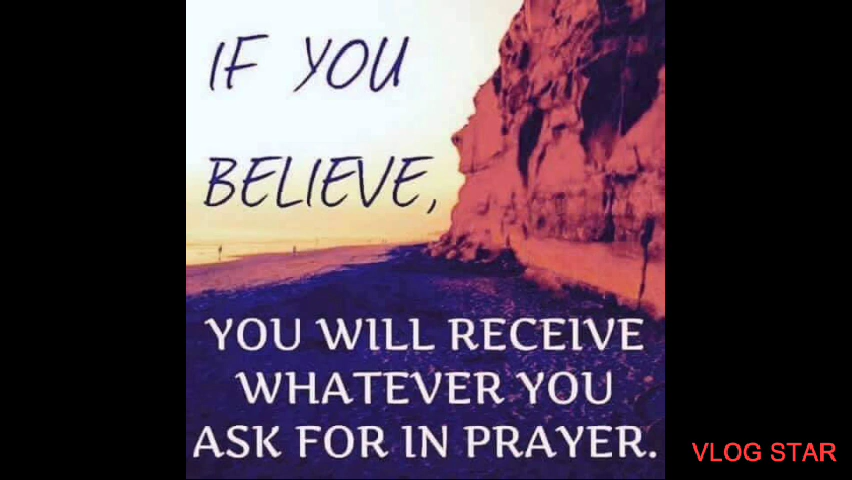 IF YOU
BELIEVE,
YOU WILL RECEIVE
WHATEVER YOU
ASK FOR IN PRAYER.
VLOG STAR